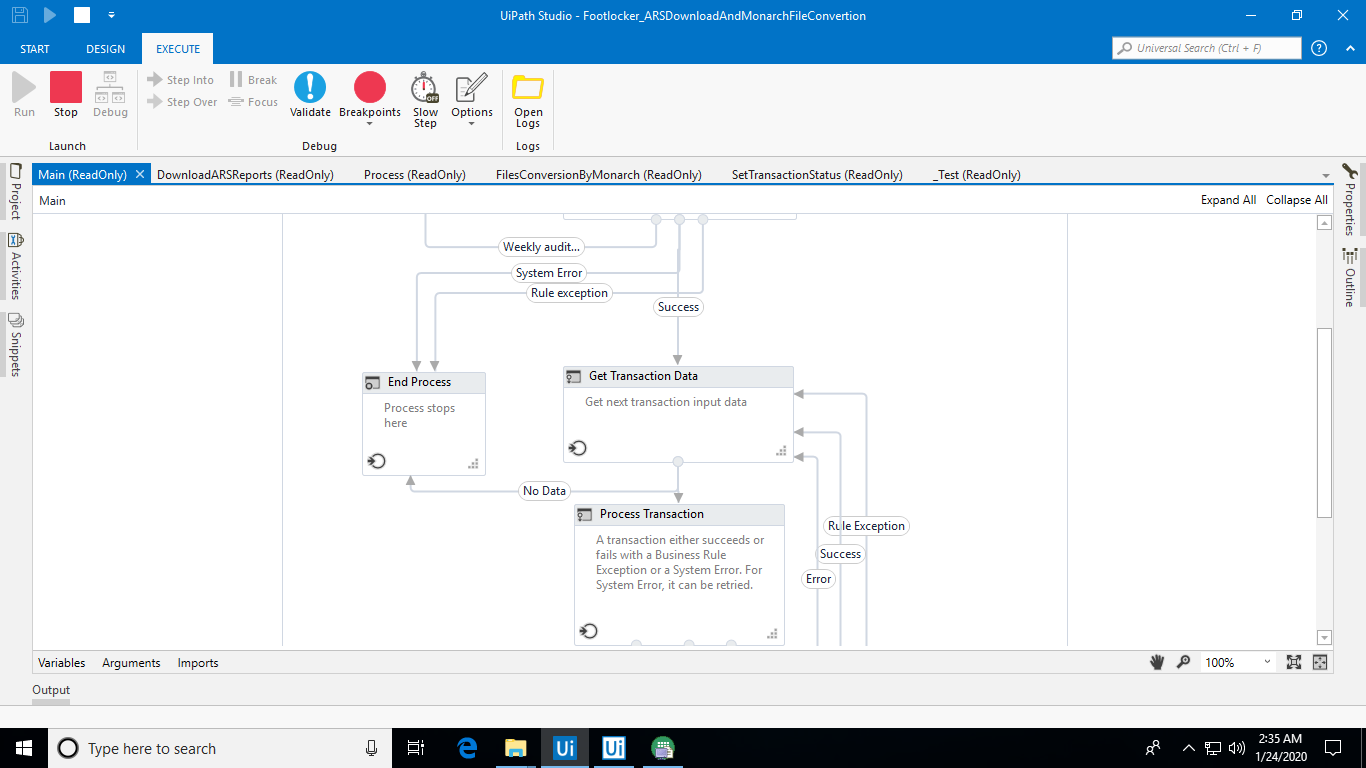 UiPath Studio - Footlocker_ARSDownloadAndMonarchFileConvertion
START DESIGN EXECUTE
Universal Search (Ctrl + F)
Run Stop Debug
Step Into
Step Over
Break
Focus
Validate Breakpoints
Slow
Step
OFF
Options
Open
Logs
Launch Debug Logs
Main (ReadOnly) DownloadARSReports (ReadOnly) Process (ReadOnly) FilesConversionByMonarch (ReadOnly) SetTransactionStatus (ReadOnly) _Test (ReadOnly)
Project
Activities
Snippets
Properties
Outline
Main Expand All Collapse All
Weekly audit...
System Error
Rule exception
Success
End Process
Process stops
here
Get Transaction Data
Get next transaction input data
No Data
Process Transaction
A transaction either succeeds or
fails with a Business Rule
Exception or a System Error. For
System Error, it can be retried.
Rule Exception
Success
Error
Variables Arguments Imports 100%
Output
Type here to search
Ui Ui
2:35 AM
1/24/2020